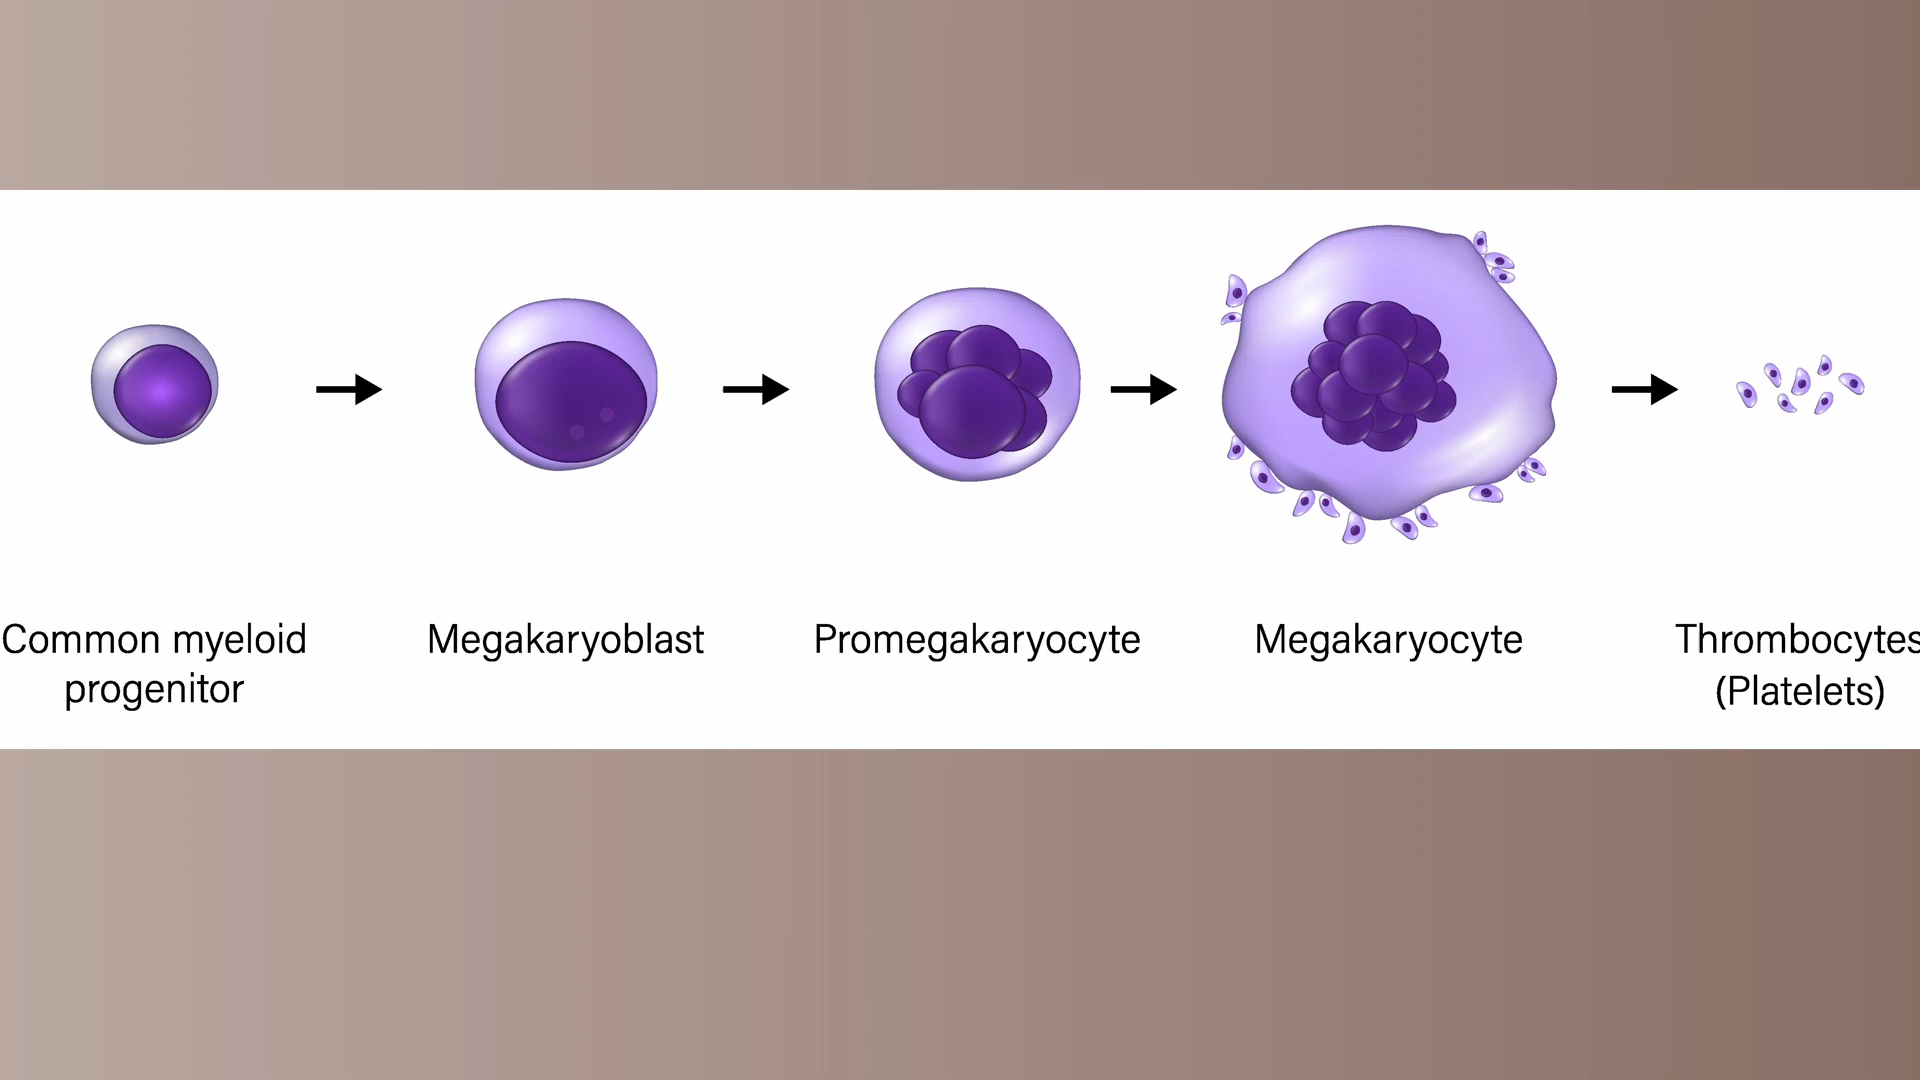 Common myeloid
progenitor
Megakaryoblast
Promegakaryocyte
Megakaryocyte
Thrombocytes
(Platelets)